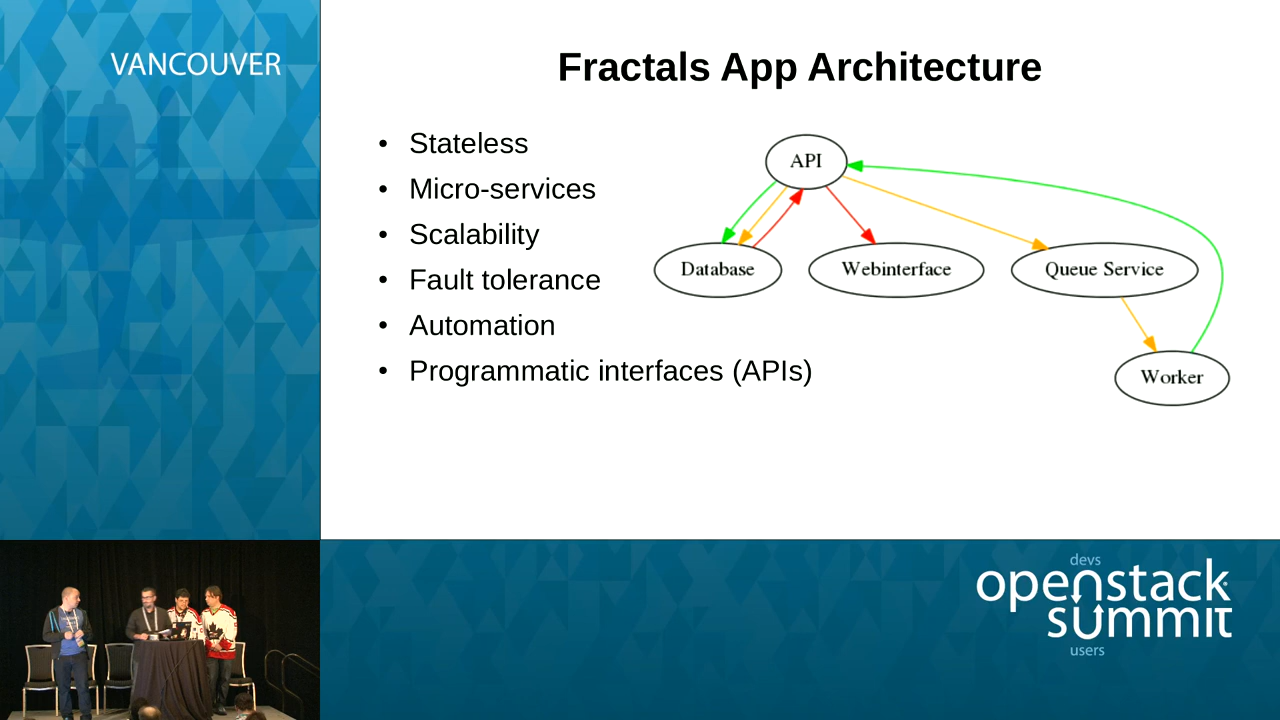 VANCOUVER
Fractals App Architecture
• Stateless
• Micro-services
• Scalability
• Fault tolerance
• Automation
• Programmatic interfaces (APIs)
API
Database
Webinterface
Queue Service
Worker
devs
openstack
summit
users